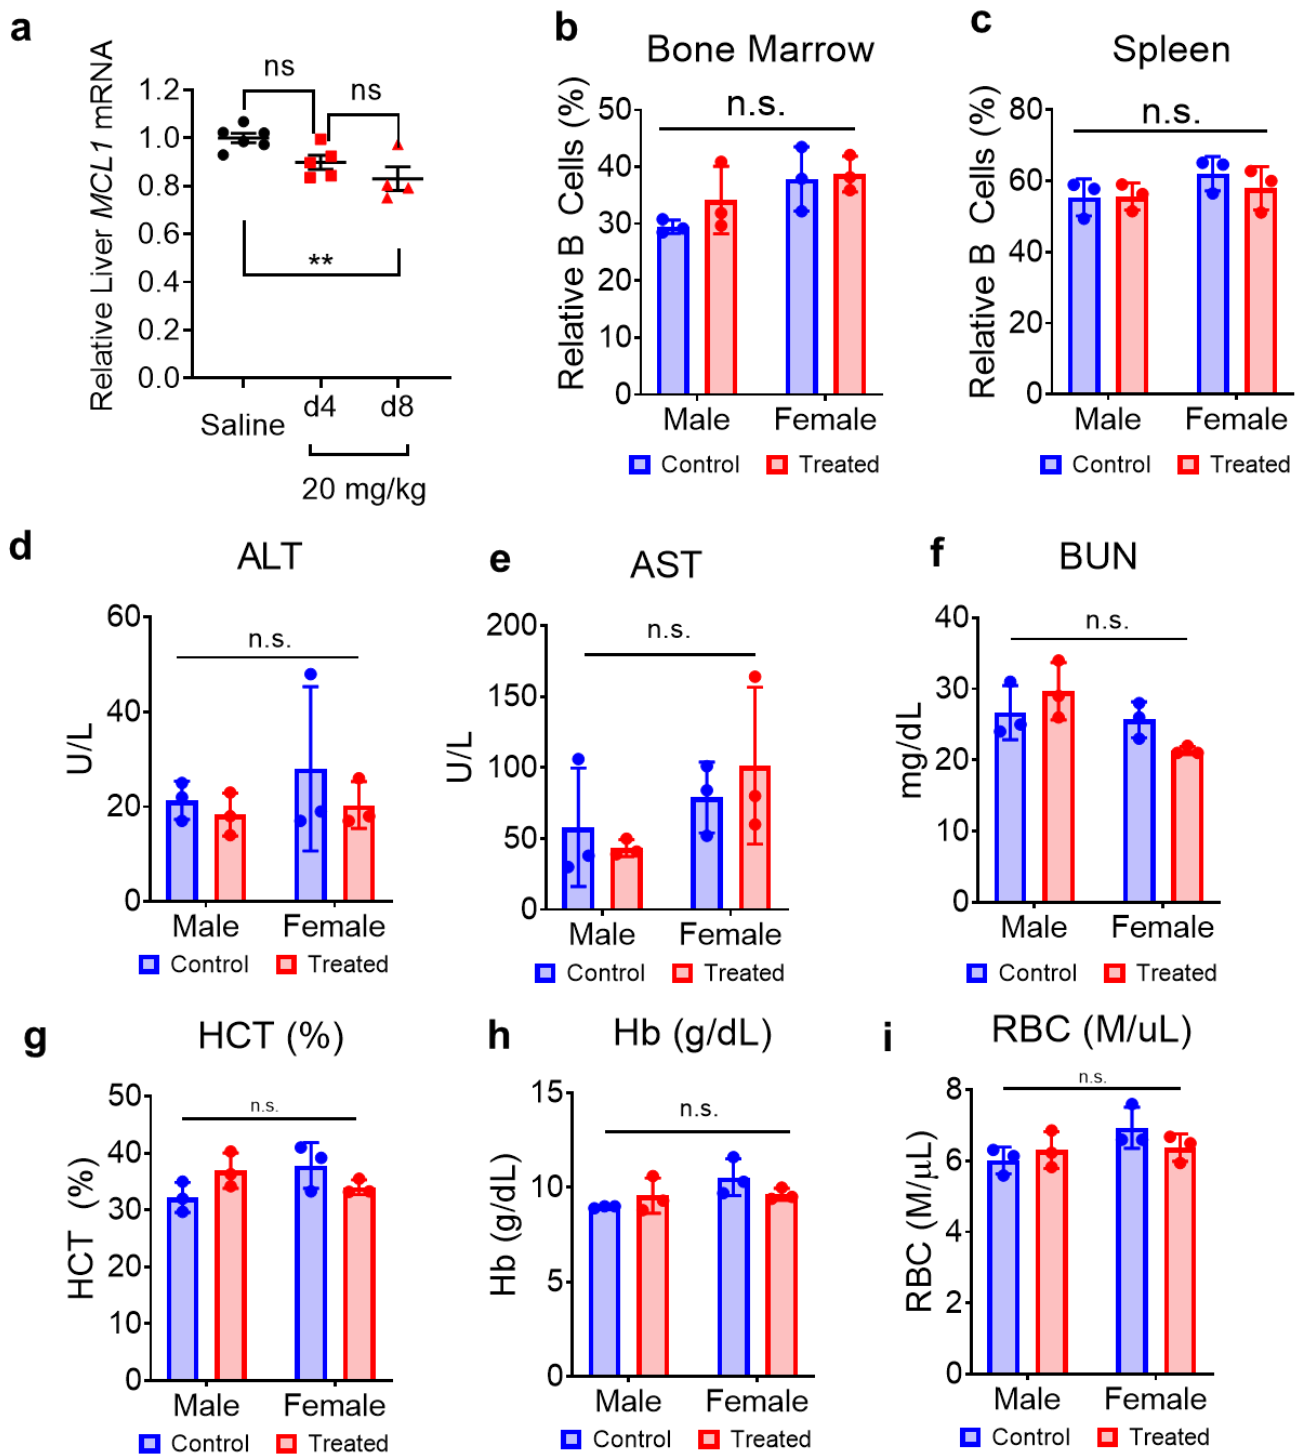 a
Relative Liver MCL1 mRNA
1.2
1.0
0.8
0.6
0.4
0.2
0.0
ns
ns
**
Saline
d4
d8
20 mg/kg
b
Bone Marrow
Relative B Cells (%)
50
40
30
20
10
0
n.s.
Male
Female
Control
Treated
c
Spleen
Relative B Cells (%)
80
60
40
20
0
n.s.
Male
Female
Control
Treated
d
ALT
U/L
60
40
20
0
n.s.
Male
Female
Control
Treated
e
AST
U/L
200
150
100
50
0
n.s.
Male
Female
Control
Treated
f
BUN
mg/dL
40
30
20
10
0
n.s.
Male
Female
Control
Treated
g
HCT (%)
HCT (%)
50
40
30
20
10
0
n.s.
Male
Female
Control
Treated
h
Hb (g/dL)
Hb (g/dL)
15
10
5
0
n.s.
Male
Female
Control
Treated
i
RBC (M/uL)
RBC (M/μL)
8
6
4
2
0
n.s.
Male
Female
Control
Treated